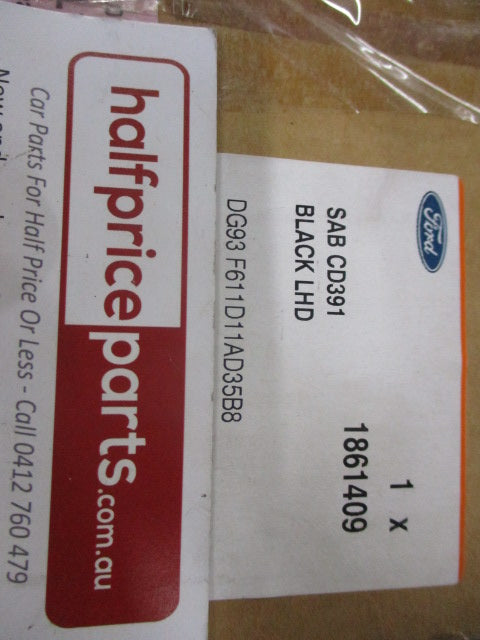 Ford
SAB CD391
BLACK LHD
1 x
1861409
DG93 F611D11AD35B8
halfpriceparts.com.au
Car Parts For Half Price Or Less - Call 0412 760 479